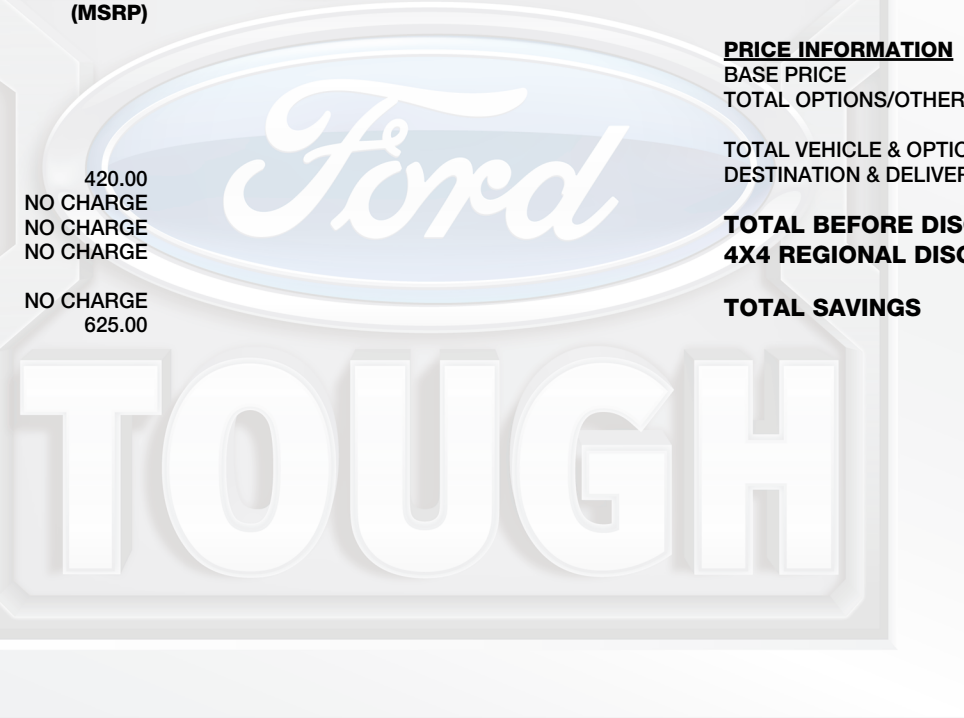 (MSRP)
420.00
NO CHARGE
NO CHARGE
NO CHARGE
NO CHARGE
625.00
PRICE INFORMATION
BASE PRICE
TOTAL OPTIONS/OTHER
TOTAL VEHICLE & OPTIO
DESTINATION & DELIVER
TOTAL BEFORE DIS
4X4 REGIONAL DISC
TOTAL SAVINGS
Ford
TOUGH